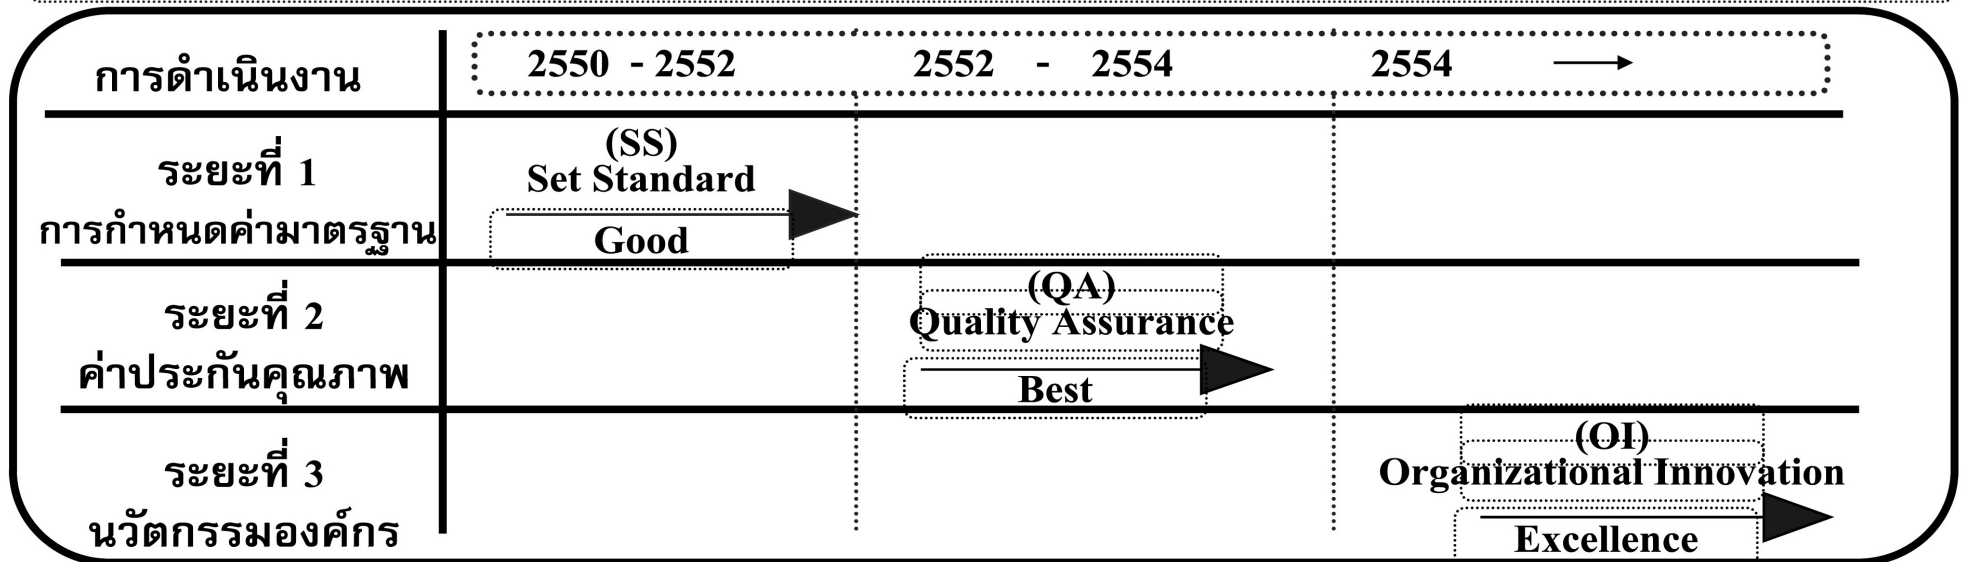 การดำเนินงาน
2550 - 2552
2552 - 2554
2554 →
ระยะที่ 1
การกำหนดค่ามาตรฐาน
(SS)
Set Standard
Good
ระยะที่ 2
ค่าประกันคุณภาพ
(QA)
Quality Assurance
Best
ระยะที่ 3
นวัตกรรมองค์กร
(OI)
Organizational Innovation
Excellence